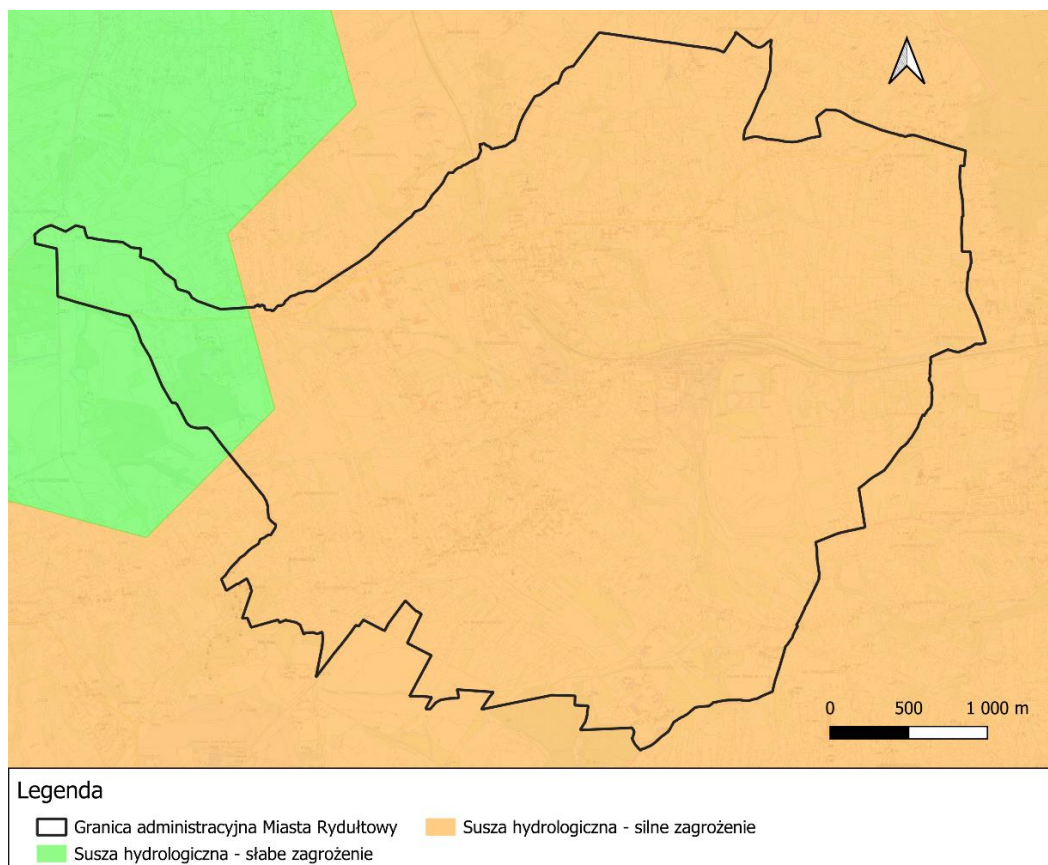 0 500 1 000 m
Legenda
Granica administracyjna Miasta Rydułtowy Susza hydrologiczna - silne zagrożenie
Susza hydrologiczna - słabe zagrożenie